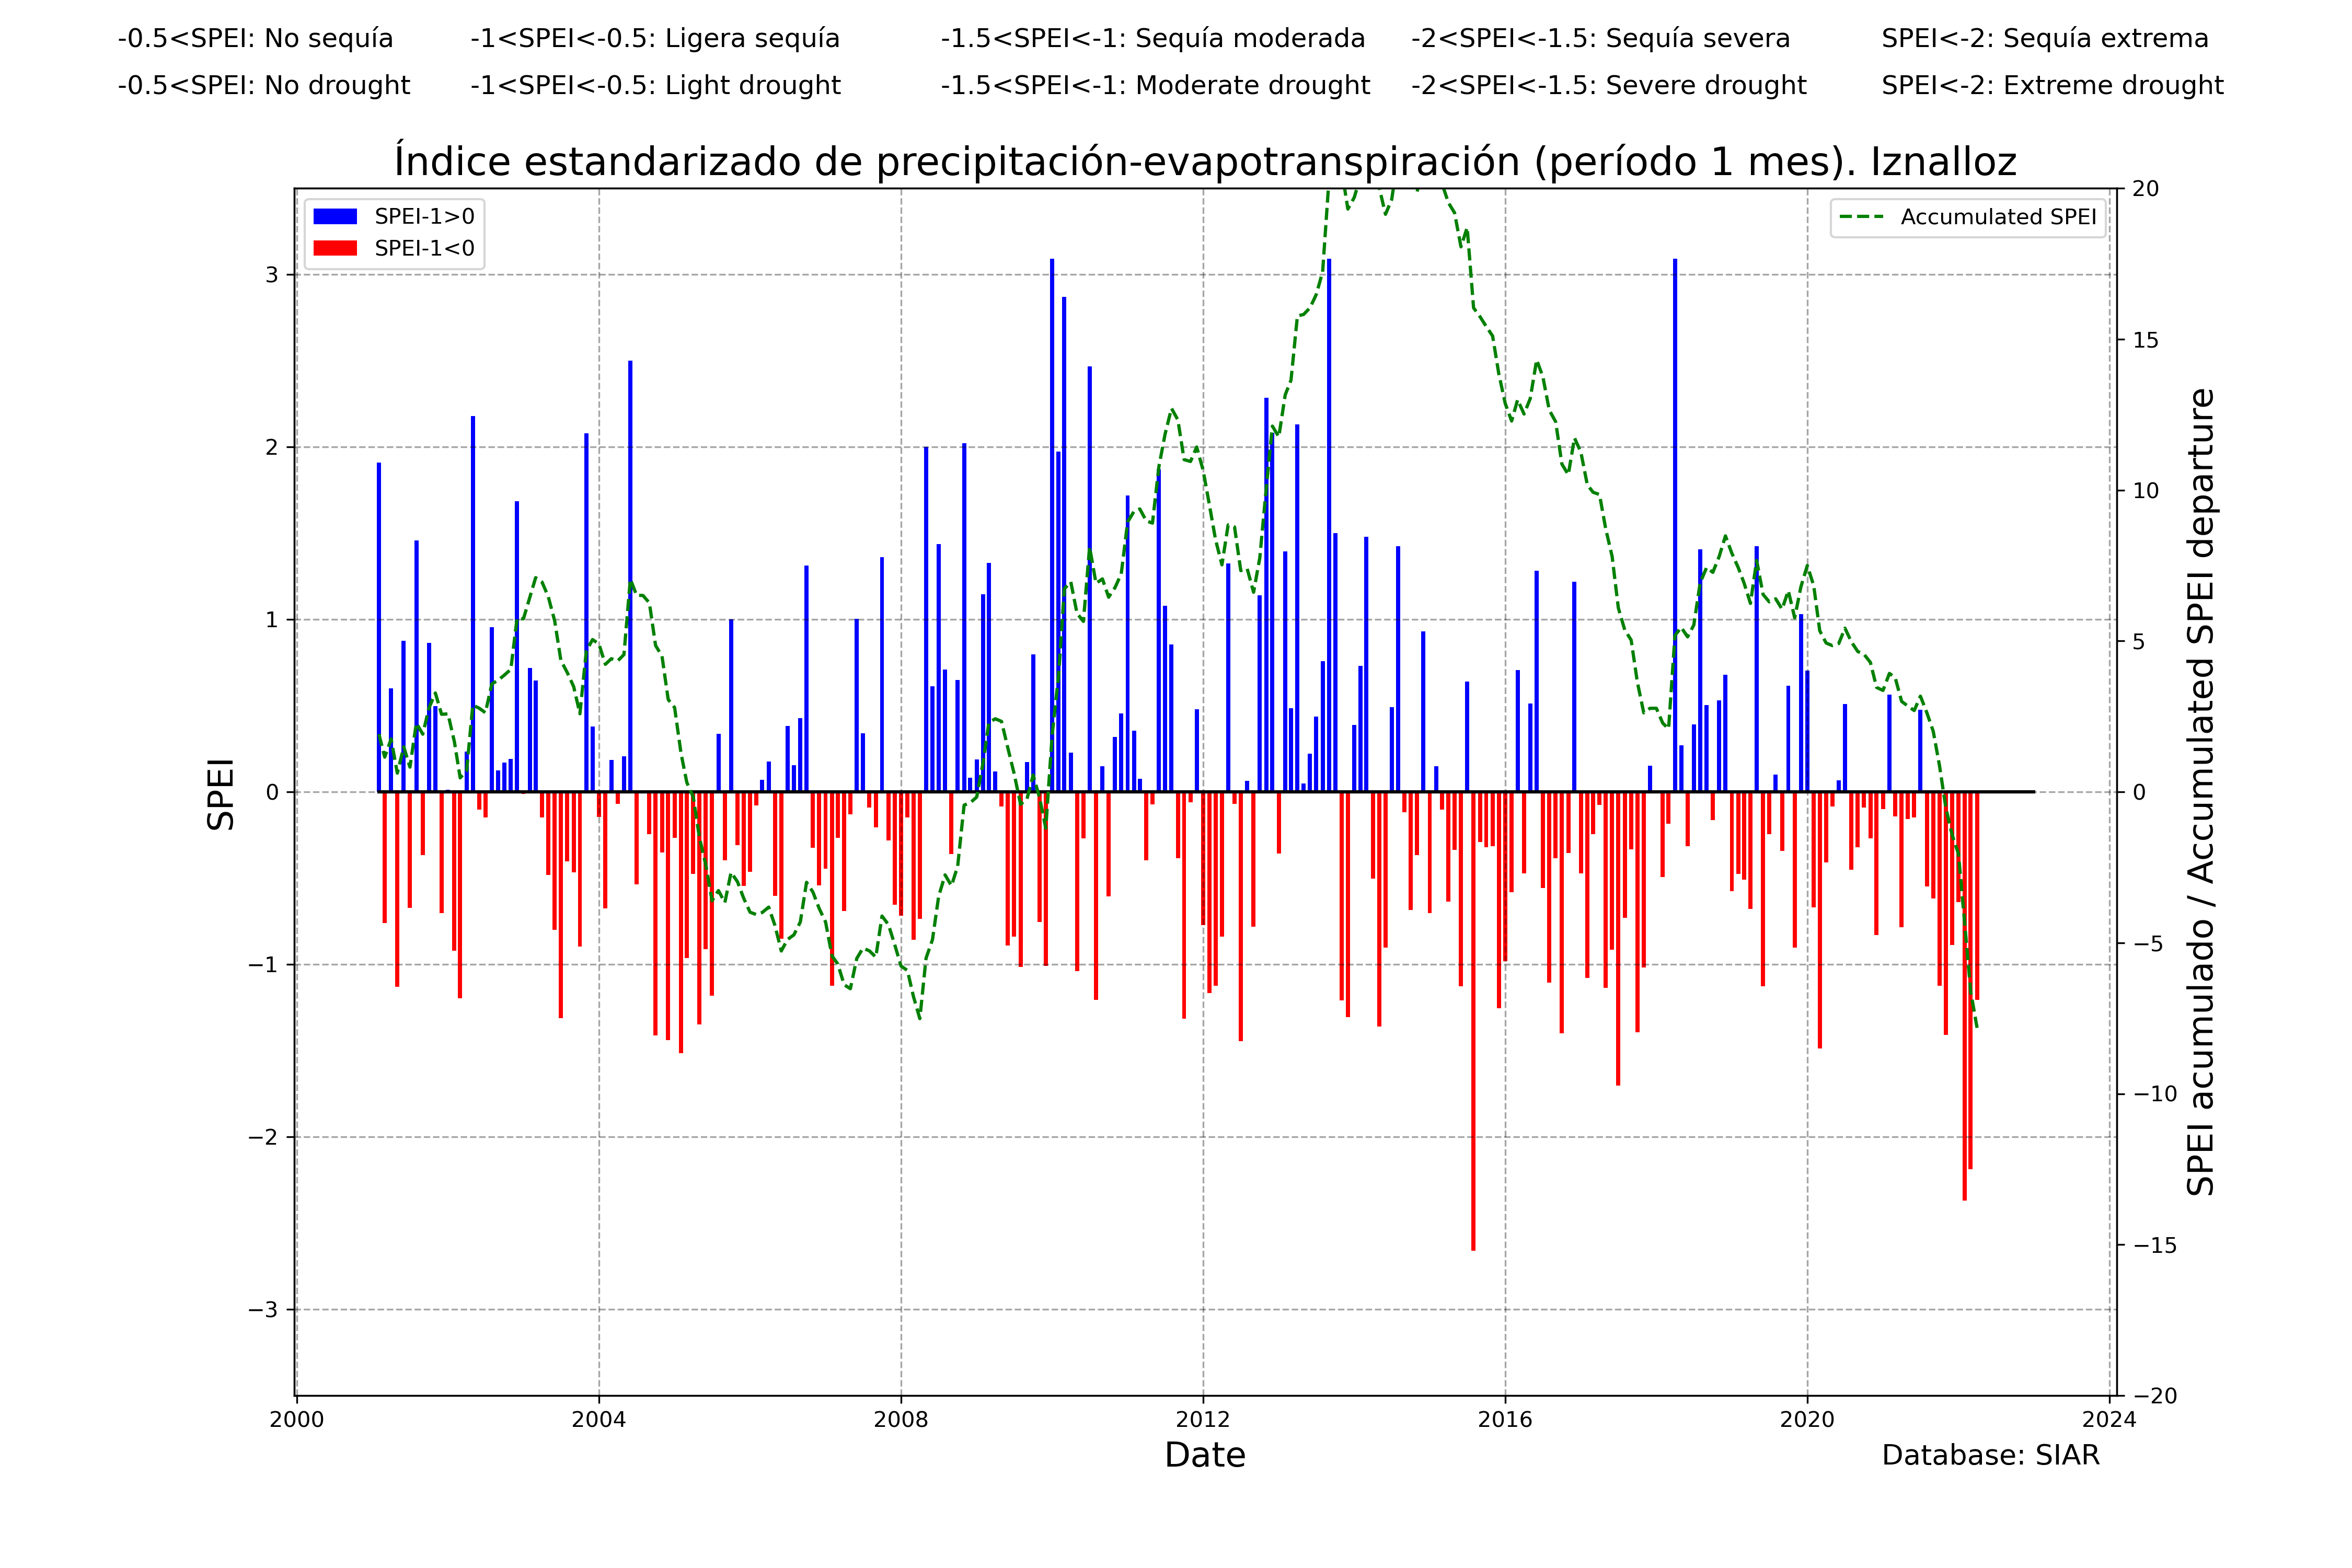 -0.5<SPEI: No sequía -1<SPEI<-0.5: Ligera sequía -1.5<SPEI<-1: Sequía moderada -2<SPEI<-1.5: Sequía severa SPEI<-2: Sequía extrema
-0.5<SPEI: No drought -1<SPEI<-0.5: Light drought -1.5<SPEI<-1: Moderate drought -2<SPEI<-1.5: Severe drought SPEI<-2: Extreme drought
Índice estandarizado de precipitación-evapotranspiración (período 1 mes). Iznalloz
SPEI-1>0
SPEI-1<0
Accumulated SPEI
SPEI
3
2
1
0
−1
−2
−3
20
15
10
5
0
−5
−10
−15
−20
SPEI acumulado / Accumulated SPEI departure
2000 2004 2008 2012 2016 2020 2024
Date
Database: SIAR